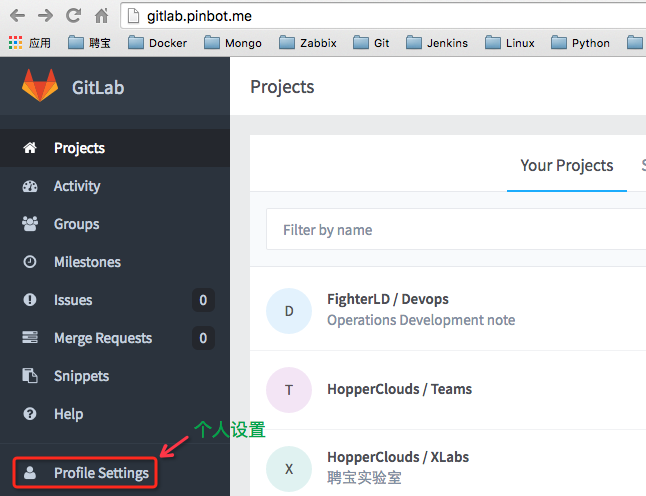 gitlab.pinbot.me
应用 聘宝 Docker Mongo Zabbix Git Jenkins Linux Python
GitLab
Projects
Activity
Groups
Milestones
Issues 0
Merge Requests 0
Snippets
Help
个人设置
Profile Settings
Projects
Your Projects
Filter by name
D
FighterLD / Devops
Operations Development note
T
HopperClouds / Teams
X
HopperClouds / XLabs
聘宝实验室